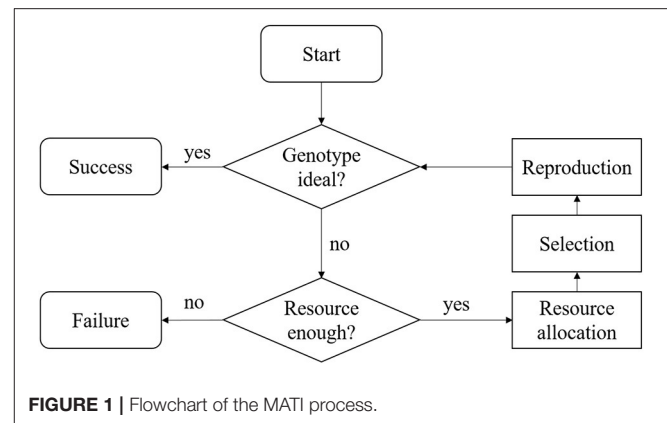 Start
Success
yes
Genotype
ideal?
Reproduction
no
Selection
Failure
no
Resource
enough?
yes
Resource
allocation
FIGURE 1 | Flowchart of the MATI process.